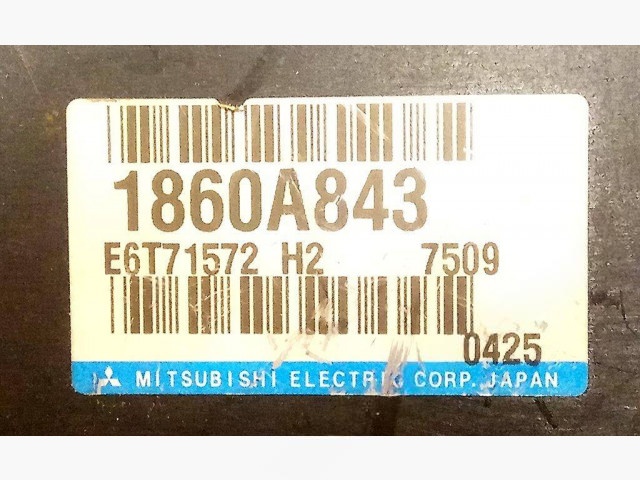 1860A843
E6T71572 H2 7509
0425
MITSUBISHI ELECTRIC CORP. JAPAN